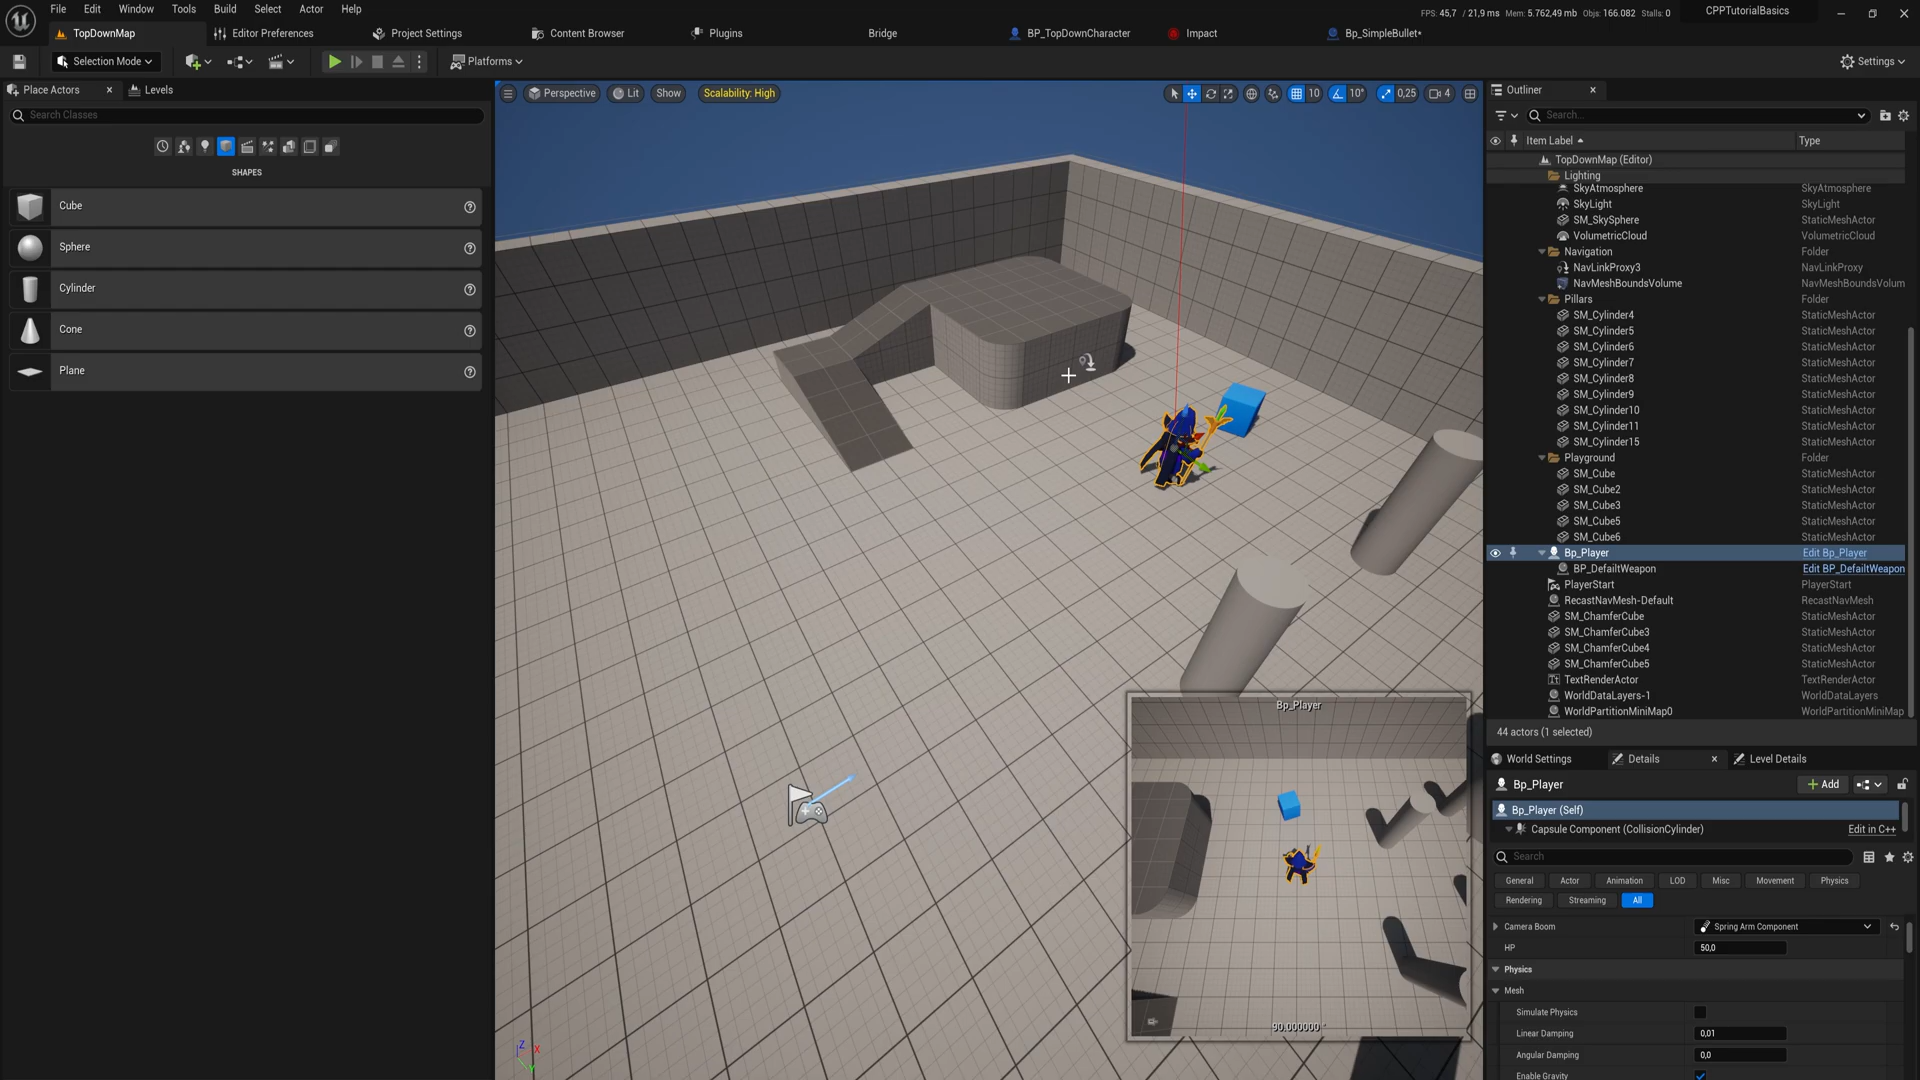 File Edit Window Tools Build Select Actor Help
FPS: 45,7 / 21,9 ms Mem: 5.762,49 mb Objs: 166.082 Stalls: 0
CPPTutorialBasics
TopDownMap
Editor Preferences
Project Settings
Content Browser
Plugins
Bridge
BP_TopDownCharacter
Impact
Bp_SimpleBullet*
Selection Mode
Platforms
Settings
Place Actors
Levels
Search Classes
SHAPES
Cube
Sphere
Cylinder
Cone
Plane
Perspective
Lit
Show
Scalability: High
10
10°
0,25
4
Bp_Player
90.000000 °
Z
X
Y
Outliner
Search...
Item Label
Type
TopDownMap (Editor)
Lighting
SkyAtmosphere SkyAtmosphere
SkyLight SkyLight
SM_SkySphere StaticMeshActor
VolumetricCloud VolumetricCloud
Navigation Folder
NavLinkProxy3 NavLinkProxy
NavMeshBoundsVolume NavMeshBoundsVolum
Pillars Folder
SM_Cylinder4 StaticMeshActor
SM_Cylinder5 StaticMeshActor
SM_Cylinder6 StaticMeshActor
SM_Cylinder7 StaticMeshActor
SM_Cylinder8 StaticMeshActor
SM_Cylinder9 StaticMeshActor
SM_Cylinder10 StaticMeshActor
SM_Cylinder11 StaticMeshActor
SM_Cylinder15 StaticMeshActor
Playground Folder
SM_Cube StaticMeshActor
SM_Cube2 StaticMeshActor
SM_Cube3 StaticMeshActor
SM_Cube5 StaticMeshActor
SM_Cube6 StaticMeshActor
Bp_Player Edit Bp_Player
BP_DefailtWeapon Edit BP_DefailtWeapon
PlayerStart PlayerStart
RecastNavMesh-Default RecastNavMesh
SM_ChamferCube StaticMeshActor
SM_ChamferCube3 StaticMeshActor
SM_ChamferCube4 StaticMeshActor
SM_ChamferCube5 StaticMeshActor
TextRenderActor TextRenderActor
WorldDataLayers-1 WorldDataLayers
WorldPartitionMiniMap0 WorldPartitionMiniMap
44 actors (1 selected)
World Settings
Details
Level Details
Bp_Player
Add
Bp_Player (Self)
Capsule Component (CollisionCylinder) Edit in C++
Search
General Actor Animation LOD Misc Movement Physics
Rendering Streaming All
Camera Boom Spring Arm Component
HP 50,0
Physics
Mesh
Simulate Physics
Linear Damping 0,01
Angular Damping 0,0
Enable Gravity